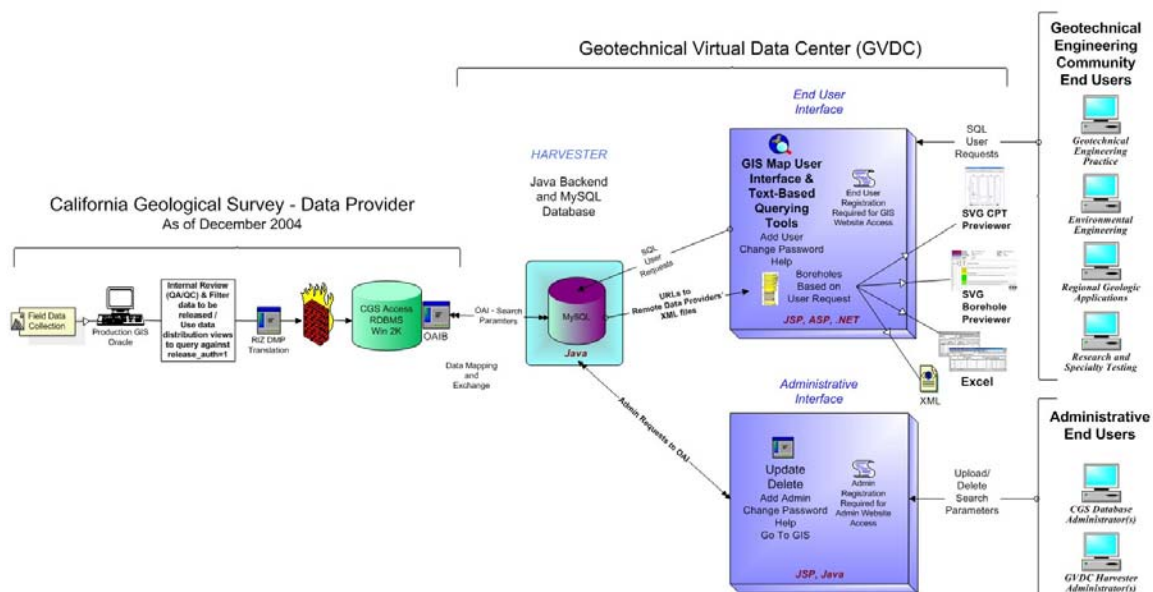 Geotechnical Virtual Data Center (GVDC)
Geotechnical
Engineering
Community
End Users
Geotechnical
Engineering
Practice
Environmental
Engineering
Regional Geologic
Applications
Research and
Specialty Testing
End User
Interface
SQL
User
Requests
HARVESTER
Java Backend
and MySQL
Database
GIS Map User
Interface &
Text-Based
Querying
Tools
Add User
Change Password
Help
End User
Registration
Required for GIS
Website Access
Boreholes
Based on
User Request
JSP, ASP, .NET
SVG CPT
Previewer
SVG
Borehole
Previewer
Excel
XML
California Geological Survey - Data Provider
As of December 2004
Field Data
Collection
Production GIS
Oracle
Internal Review
(QA/QC) & Filter
data to be
released /
Use data
distribution views
to query against
release_auth=1
RIZ DMP
Translation
CGS Access
RDBMS
Win 2K
OAIB
OAI - Search
Paramters
Data Mapping
and
Exchange
MySQL
Java
SQL
User
Requests
URLs to
Remote Data Providers'
XML files
Admin Requests to OAI
Administrative
Interface
Update
Delete
Add Admin
Change Password
Help
Go To GIS
Admin
Registration
Required for
Admin Website
Access
JSP, Java
Upload/
Delete
Search
Parameters
Administrative
End Users
CGS Database
Administrator(s)
GVDC Harvester
Administrator(s)